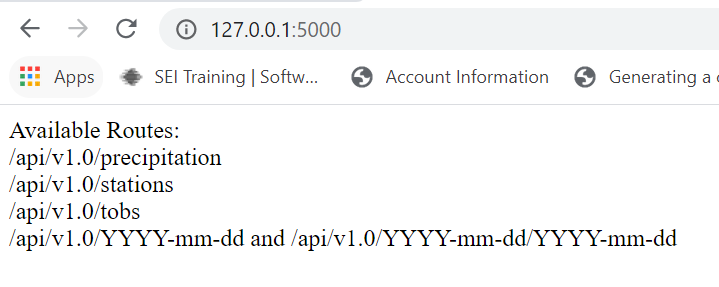 127.0.0.1:5000
Apps SEI Training | Softw... Account Information Generating a
Available Routes:
/api/v1.0/precipitation
/api/v1.0/stations
/api/v1.0/tobs
/api/v1.0/YYYY-mm-dd and /api/v1.0/YYYY-mm-dd/YYYY-mm-dd